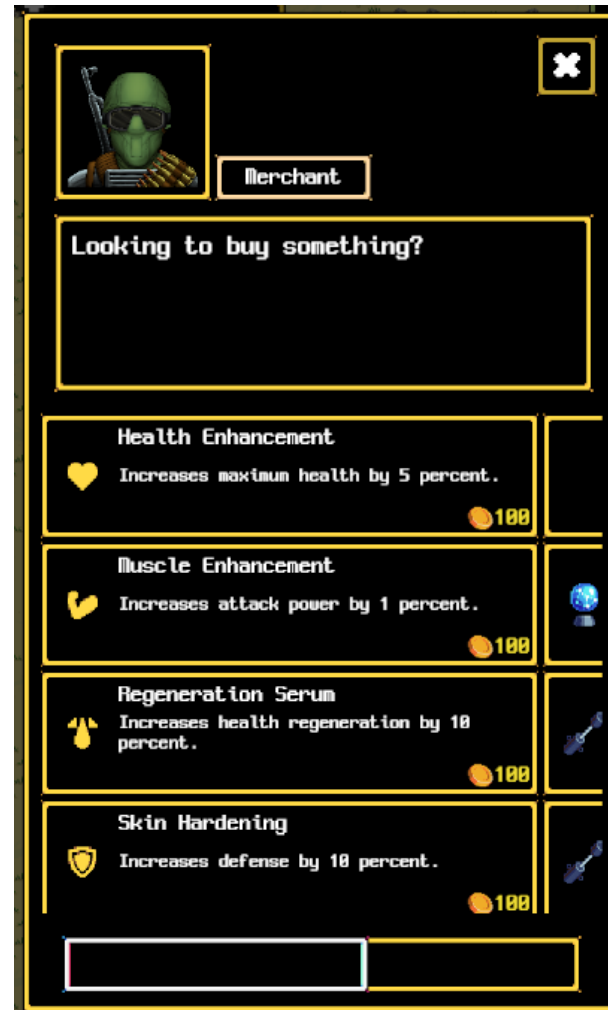 Merchant
Looking to buy something?
Health Enhancement
Increases maximum health by 5 percent.
100
Muscle Enhancement
Increases attack power by 1 percent.
100
Regeneration Serum
Increases health regeneration by 10
percent.
100
Skin Hardening
Increases defense by 10 percent.
100